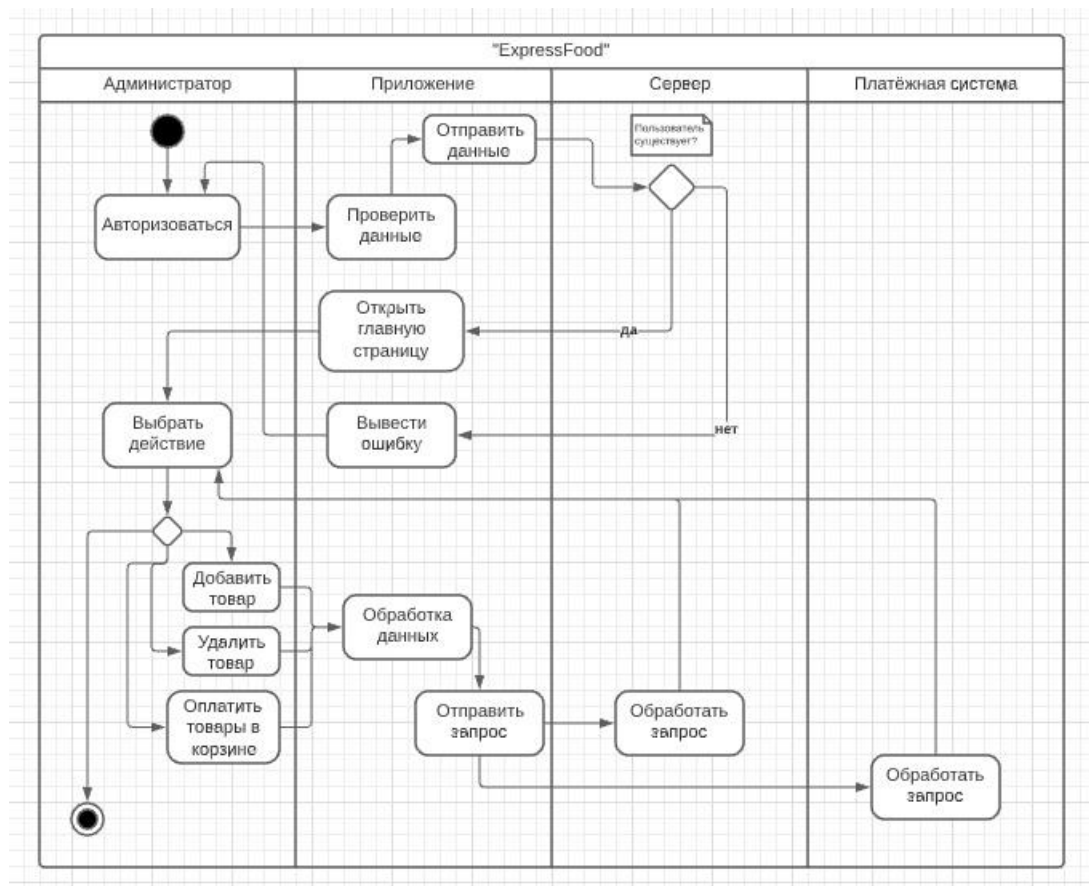 "ExpressFood"
Администратор
Приложение
Сервер
Платёжная система
Отправить
данные
Пользователь
существует?
Авторизоваться
Проверить
данные
Открыть
главную
страницу
да
Выбрать
действие
Вывести
ошибку
нет
Добавить
товар
Удалить
товар
Оплатить
товары в
корзине
Обработка
данных
Отправить
запрос
Обработать
запрос
Обработать
запрос